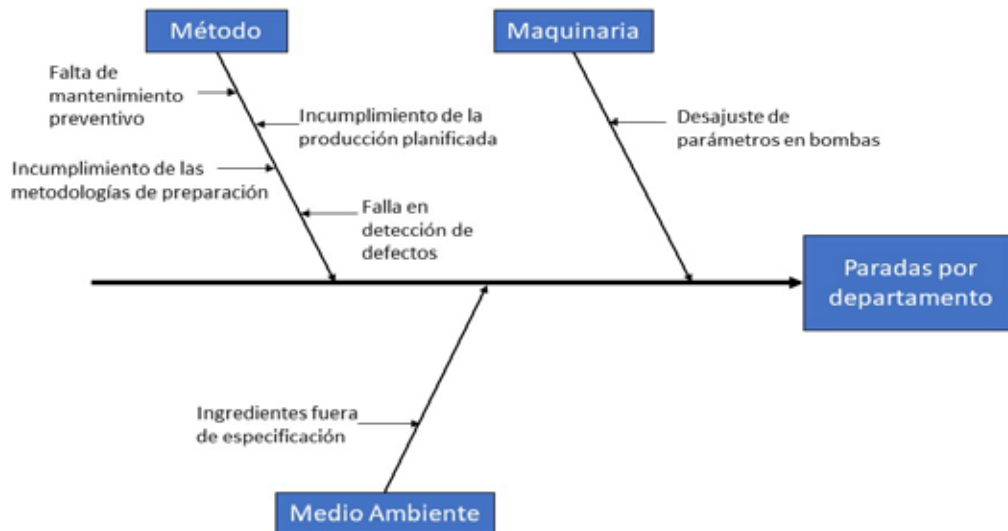 Método
Maquinaria
Falta de
mantenimiento
preventivo
Incumplimiento de la
producción planificada
Desajuste de
parámetros en bombas
Incumplimiento de las
metodologías de preparación
Falla en
detección de
defectos
Paradas por
departamento
Ingredientes fuera
de especificación
Medio Ambiente